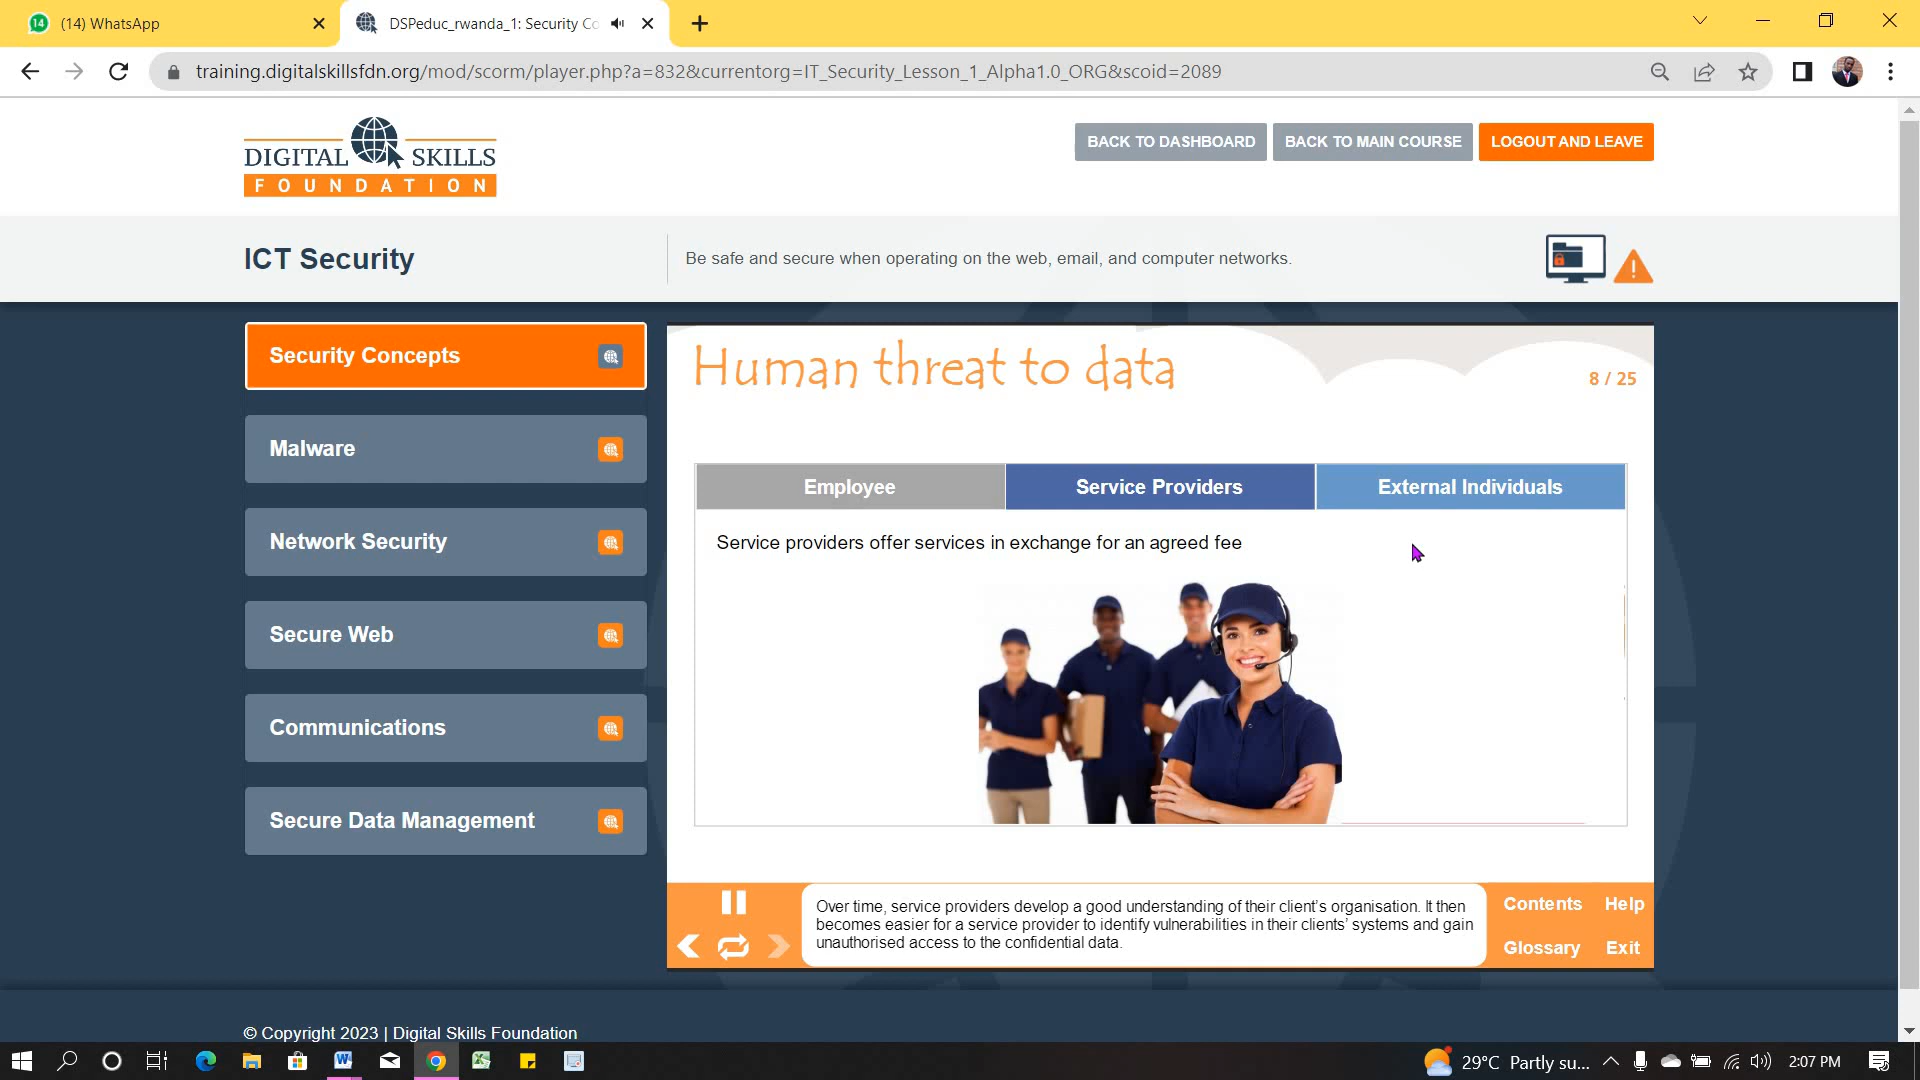 14
(14) WhatsApp
DSPeduc_rwanda_1: Security Co
training.digitalskillsfdn.org/mod/scorm/player.php?a=832&currentorg=IT_Security_Lesson_1_Alpha1.0_ORG&scoid=2089
DIGITAL SKILLS
FOUNDATION
BACK TO DASHBOARD
BACK TO MAIN COURSE
LOGOUT AND LEAVE
ICT Security
Be safe and secure when operating on the web, email, and computer networks.
Security Concepts
Malware
Network Security
Secure Web
Communications
Secure Data Management
Human threat to data
8 / 25
Employee
Service Providers
External Individuals
Service providers offer services in exchange for an agreed fee
Over time, service providers develop a good understanding of their client's organisation. It then
becomes easier for a service provider to identify vulnerabilities in their clients' systems and gain
unauthorised access to the confidential data.
Contents
Help
Glossary
Exit
© Copyright 2023 | Digital Skills Foundation
29°C Partly su...
2:07 PM